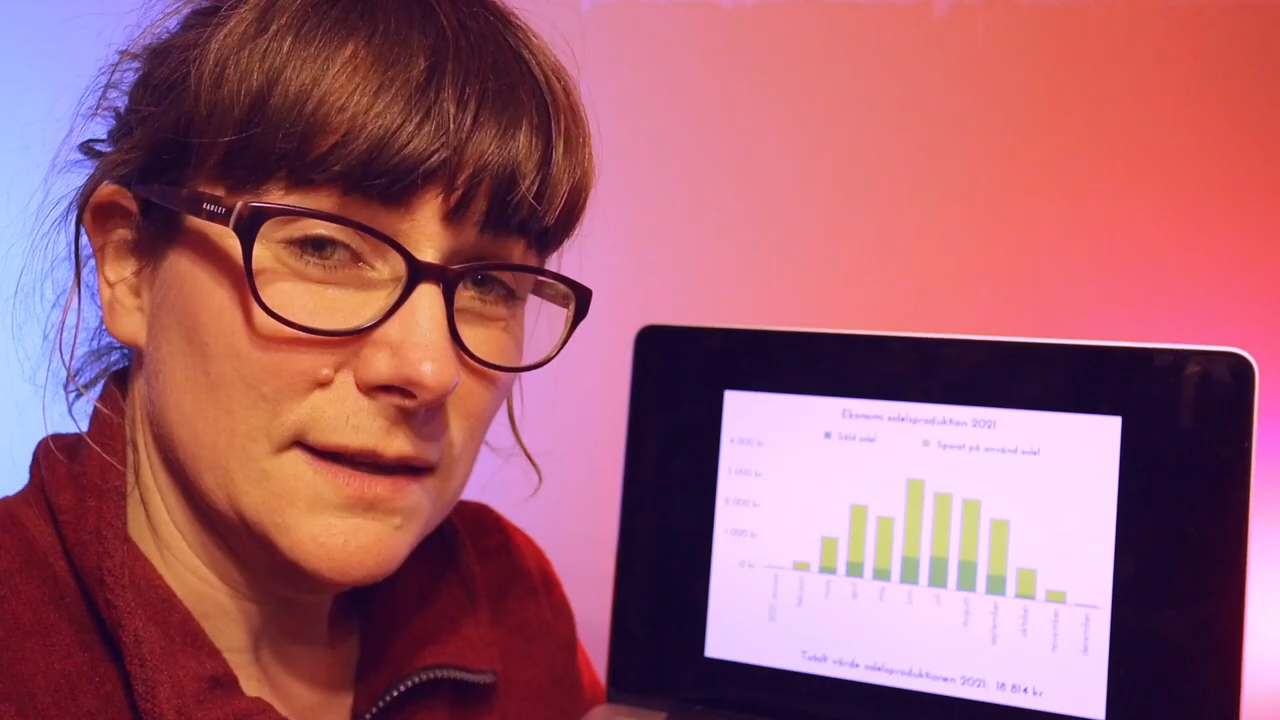 RADLEY
Ekonomi solelsproduktion 2021
Såld solel
Sparat på använd solel
4 000 kr
3 000 kr
2 000 kr
1 000 kr
0 kr
februari
mars
april
maj
juni
juli
augusti
september
oktober
november
december
Totalt värde solelsproduktionen 2021: 18 814 kr